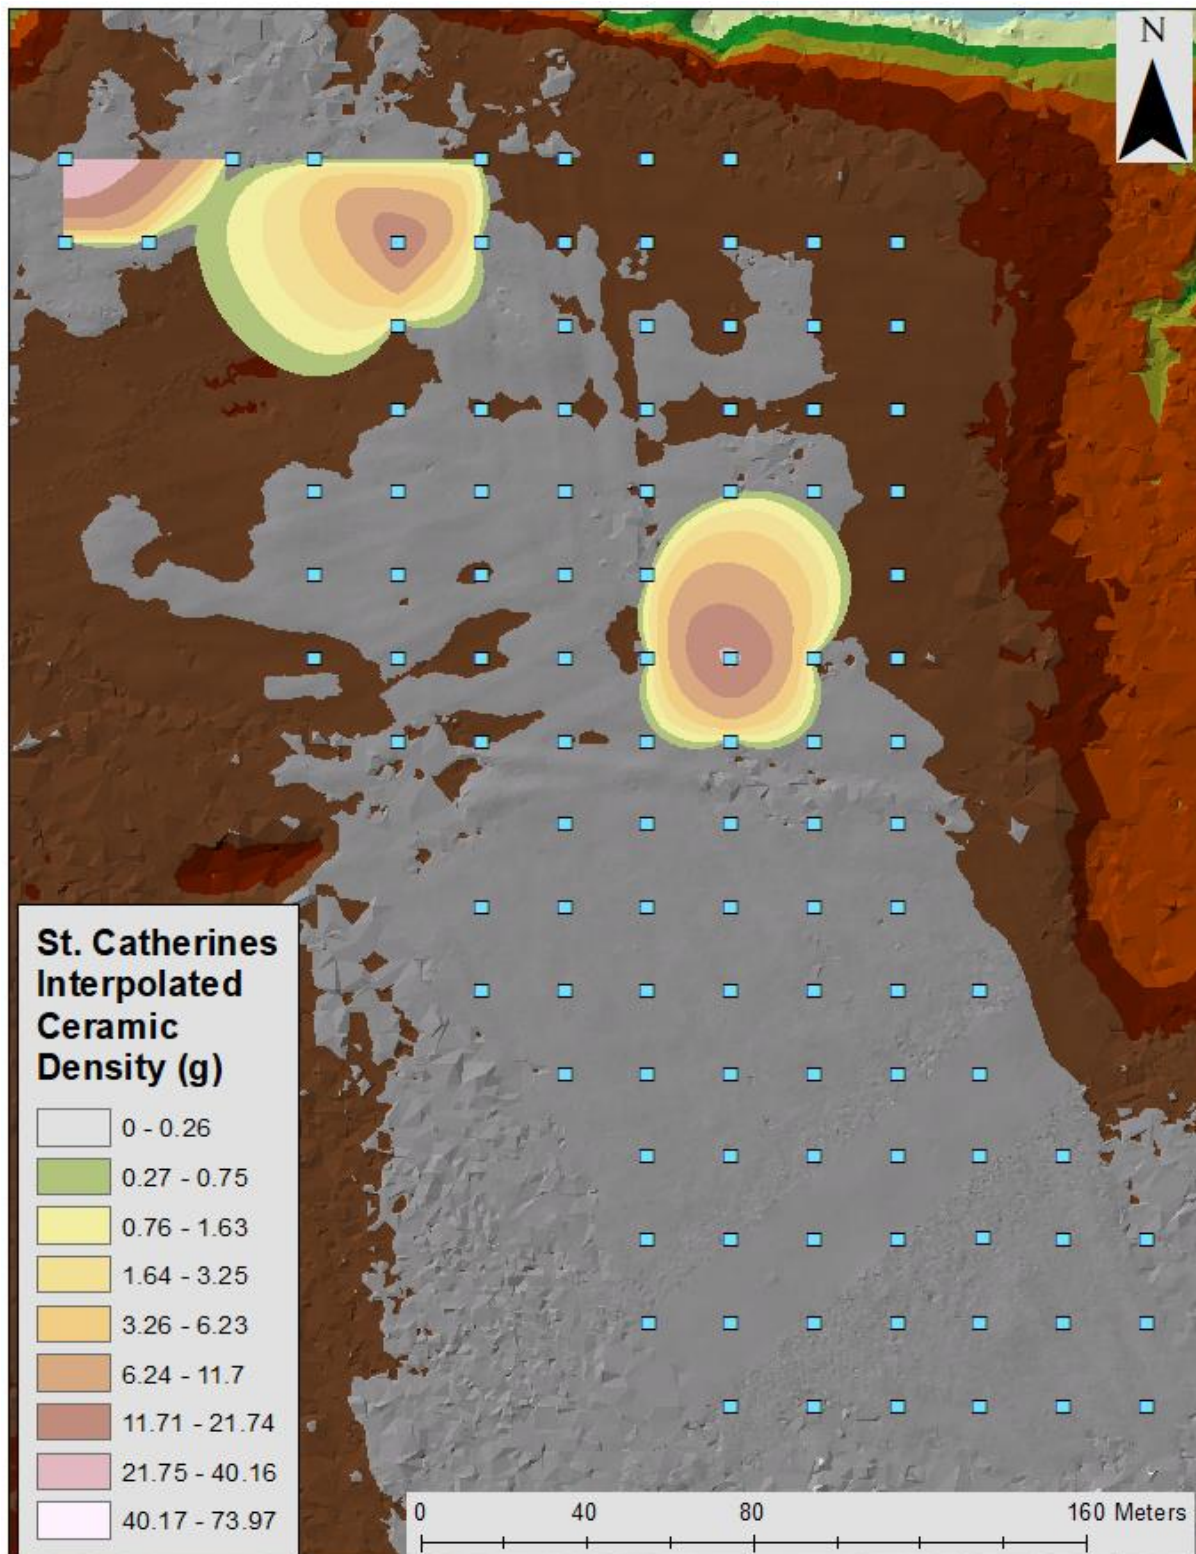 N
St. Catherines
Interpolated
Ceramic
Density (g)
0 - 0.26
0.27 - 0.75
0.76 - 1.63
1.64 - 3.25
3.26 - 6.23
6.24 - 11.7
11.71 - 21.74
21.75 - 40.16
40.17 - 73.97
0 40 80 160 Meters